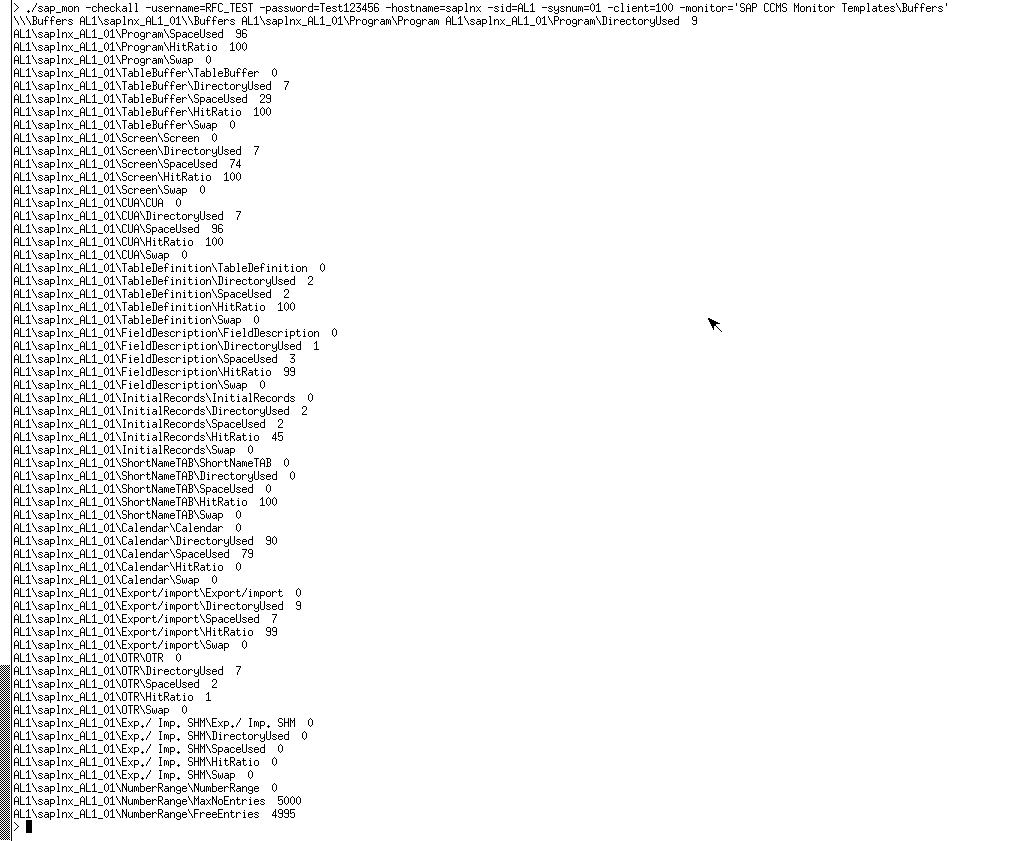 > ./sap_mon -checkall -username=RFC_TEST -password=Test123456 -hostname=saplnx -sid=AL1 -sysnum=01 -client=100 -monitor='SAP CCMS Monitor Templates\Buffers'
\\\Buffers AL1\saplnx_AL1_01\\Buffers AL1\saplnx_AL1_01\Program\Program AL1\saplnx_AL1_01\Program\DirectoryUsed  9
AL1\saplnx_AL1_01\Program\SpaceUsed  96
AL1\saplnx_AL1_01\Program\HitRatio  100
AL1\saplnx_AL1_01\Program\Swap  0
AL1\saplnx_AL1_01\TableBuffer\TableBuffer  0
AL1\saplnx_AL1_01\TableBuffer\DirectoryUsed  7
AL1\saplnx_AL1_01\TableBuffer\SpaceUsed  29
AL1\saplnx_AL1_01\TableBuffer\HitRatio  100
AL1\saplnx_AL1_01\TableBuffer\Swap  0
AL1\saplnx_AL1_01\Screen\Screen  0
AL1\saplnx_AL1_01\Screen\DirectoryUsed  7
AL1\saplnx_AL1_01\Screen\SpaceUsed  74
AL1\saplnx_AL1_01\Screen\HitRatio  100
AL1\saplnx_AL1_01\Screen\Swap  0
AL1\saplnx_AL1_01\CUA\CUA  0
AL1\saplnx_AL1_01\CUA\DirectoryUsed  7
AL1\saplnx_AL1_01\CUA\SpaceUsed  96
AL1\saplnx_AL1_01\CUA\HitRatio  100
AL1\saplnx_AL1_01\CUA\Swap  0
AL1\saplnx_AL1_01\TableDefinition\TableDefinition  0
AL1\saplnx_AL1_01\TableDefinition\DirectoryUsed  2
AL1\saplnx_AL1_01\TableDefinition\SpaceUsed  2
AL1\saplnx_AL1_01\TableDefinition\HitRatio  100
AL1\saplnx_AL1_01\TableDefinition\Swap  0
AL1\saplnx_AL1_01\FieldDescription\FieldDescription  0
AL1\saplnx_AL1_01\FieldDescription\DirectoryUsed  1
AL1\saplnx_AL1_01\FieldDescription\SpaceUsed  3
AL1\saplnx_AL1_01\FieldDescription\HitRatio  99
AL1\saplnx_AL1_01\FieldDescription\Swap  0
AL1\saplnx_AL1_01\InitialRecords\InitialRecords  0
AL1\saplnx_AL1_01\InitialRecords\DirectoryUsed  2
AL1\saplnx_AL1_01\InitialRecords\SpaceUsed  2
AL1\saplnx_AL1_01\InitialRecords\HitRatio  45
AL1\saplnx_AL1_01\InitialRecords\Swap  0
AL1\saplnx_AL1_01\ShortNameTAB\ShortNameTAB  0
AL1\saplnx_AL1_01\ShortNameTAB\DirectoryUsed  0
AL1\saplnx_AL1_01\ShortNameTAB\SpaceUsed  0
AL1\saplnx_AL1_01\ShortNameTAB\HitRatio  100
AL1\saplnx_AL1_01\ShortNameTAB\Swap  0
AL1\saplnx_AL1_01\Calendar\Calendar  0
AL1\saplnx_AL1_01\Calendar\DirectoryUsed  90
AL1\saplnx_AL1_01\Calendar\SpaceUsed  79
AL1\saplnx_AL1_01\Calendar\HitRatio  0
AL1\saplnx_AL1_01\Calendar\Swap  0
AL1\saplnx_AL1_01\Export/import\Export/import  0
AL1\saplnx_AL1_01\Export/import\DirectoryUsed  9
AL1\saplnx_AL1_01\Export/import\SpaceUsed  7
AL1\saplnx_AL1_01\Export/import\HitRatio  99
AL1\saplnx_AL1_01\Export/import\Swap  0
AL1\saplnx_AL1_01\OTR\OTR  0
AL1\saplnx_AL1_01\OTR\DirectoryUsed  7
AL1\saplnx_AL1_01\OTR\SpaceUsed  2
AL1\saplnx_AL1_01\OTR\HitRatio  1
AL1\saplnx_AL1_01\OTR\Swap  0
AL1\saplnx_AL1_01\Exp./ Imp. SHM\Exp./ Imp. SHM  0
AL1\saplnx_AL1_01\Exp./ Imp. SHM\DirectoryUsed  0
AL1\saplnx_AL1_01\Exp./ Imp. SHM\SpaceUsed  0
AL1\saplnx_AL1_01\Exp./ Imp. SHM\HitRatio  0
AL1\saplnx_AL1_01\Exp./ Imp. SHM\Swap  0
AL1\saplnx_AL1_01\NumberRange\NumberRange  0
AL1\saplnx_AL1_01\NumberRange\MaxNoEntries  5000
AL1\saplnx_AL1_01\NumberRange\FreeEntries  4995
>